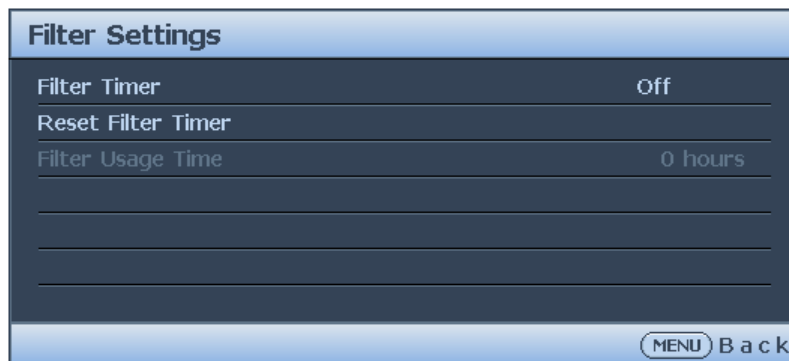 Filter Settings
Filter Timer Off
Reset Filter Timer
Filter Usage Time 0 hours
MENU Back